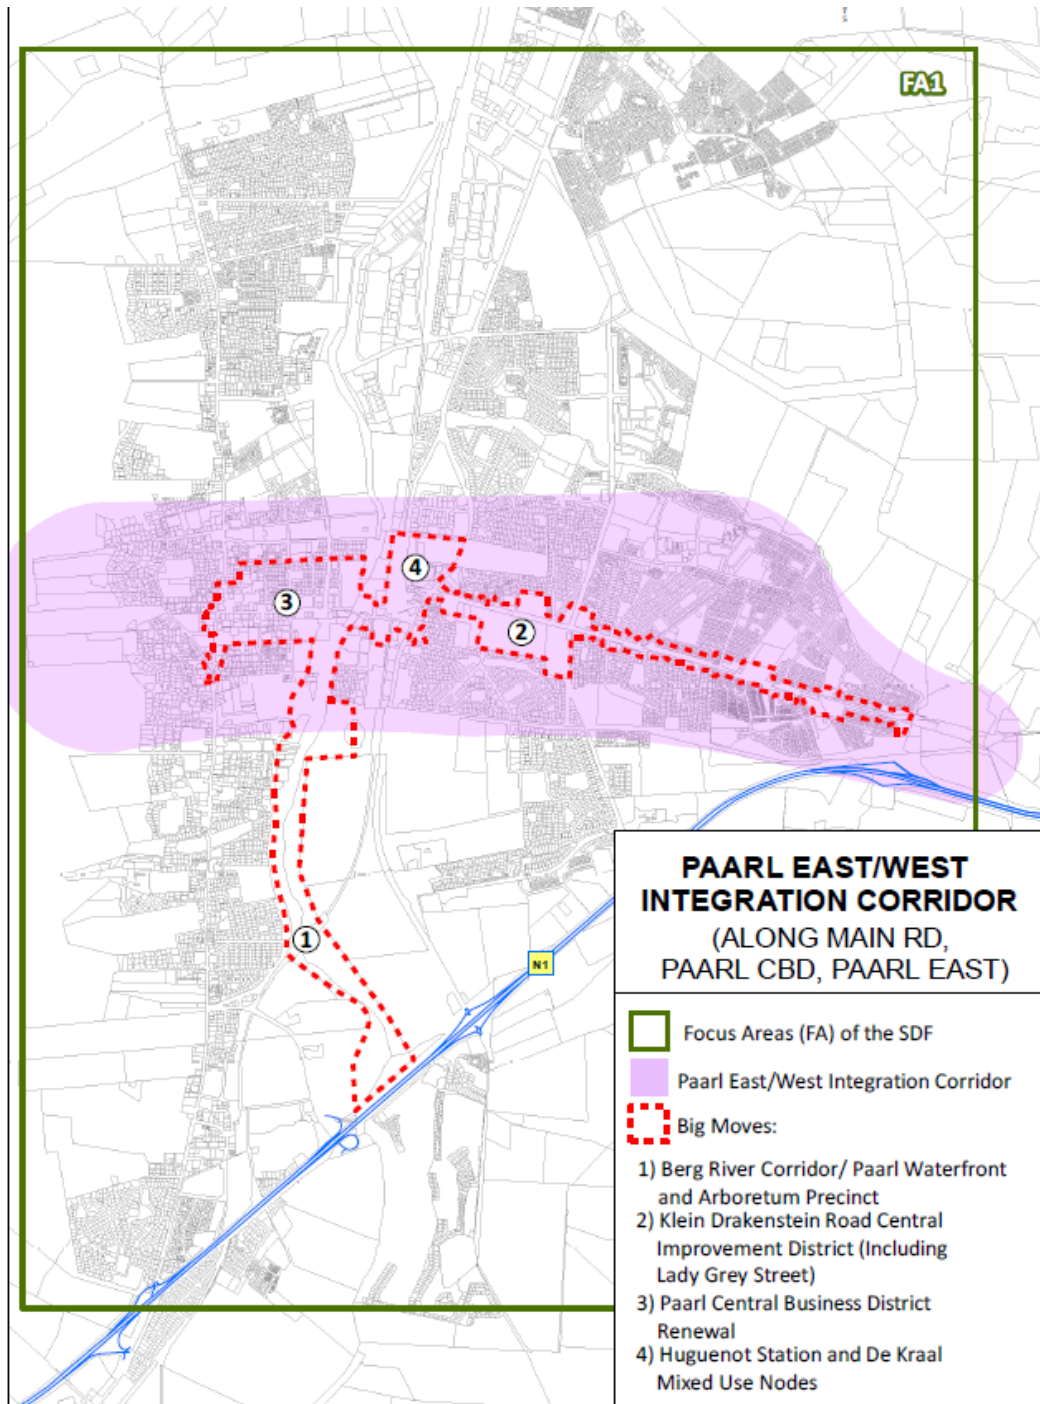 FA1
4
3
2
1
N1
PAARL EAST/WEST
INTEGRATION CORRIDOR
(ALONG MAIN RD,
PAARL CBD, PAARL EAST)
Focus Areas (FA) of the SDF
Paarl East/West Integration Corridor
Big Moves:
1) Berg River Corridor/ Paarl Waterfront
and Arboretum Precinct
2) Klein Drakenstein Road Central
Improvement District (Including
Lady Grey Street)
3) Paarl Central Business District
Renewal
4) Huguenot Station and De Kraal
Mixed Use Nodes